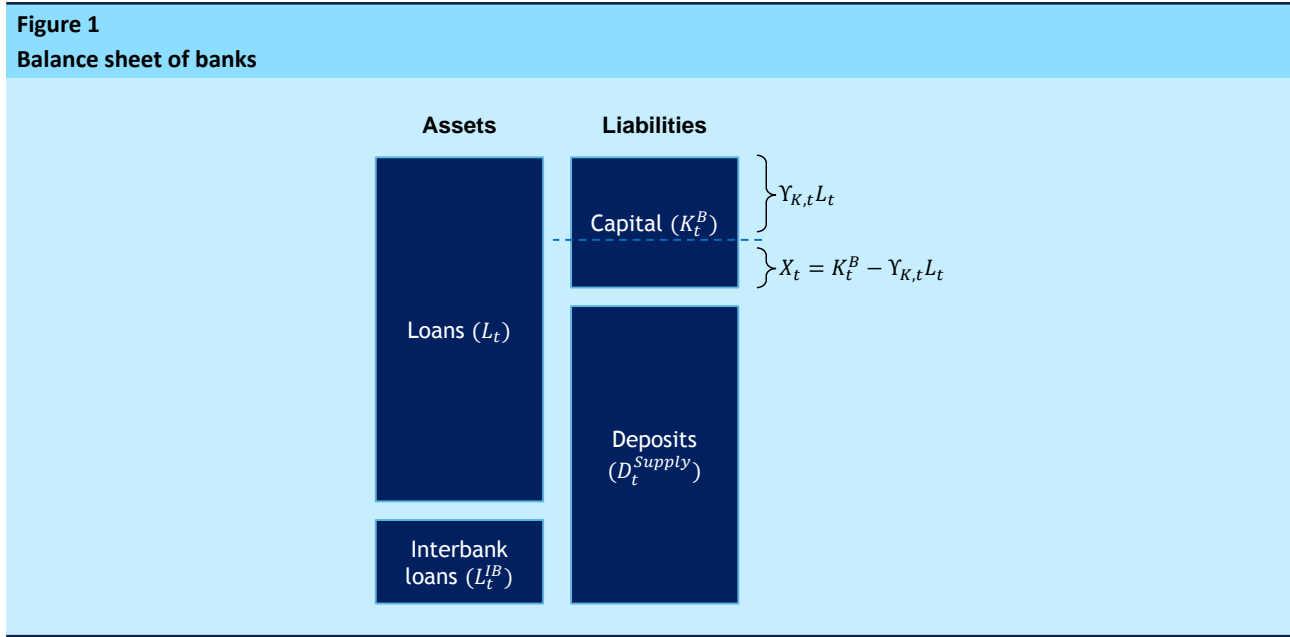 Figure 1
Balance sheet of banks
Assets
Liabilities
Capital (𝐾ₜᴮ)
ϒ_{K,t}L_t
X_t = K_t^B − ϒ_{K,t}L_t
Loans (L_t)
Deposits
(D_t^{Supply})
Interbank
loans (L_t^{IB})